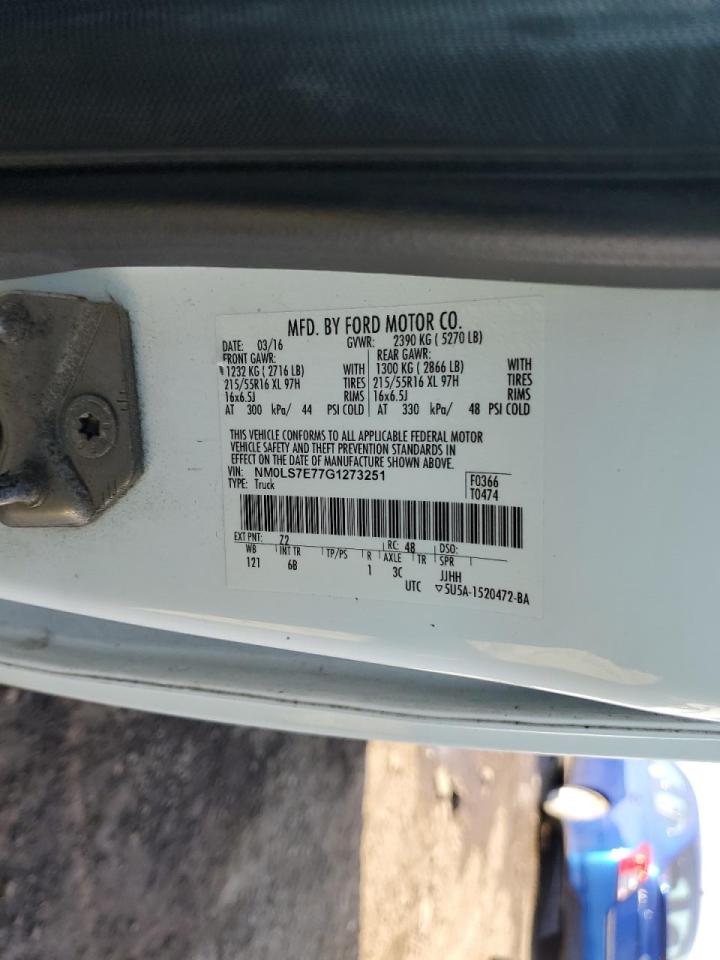 MFD. BY FORD MOTOR CO.
DATE: 03/16 GVWR: 2390 KG ( 5270 LB)
FRONT GAWR: REAR GAWR:
1232 KG ( 2716 LB) WITH 1300 KG ( 2866 LB) WITH
215/55R16 XL 97H TIRES 215/55R16 XL 97H TIRES
16x6.5J RIMS 16x6.5J RIMS
AT 300 kPa/ 44 PSI COLD AT 330 kPa/ 48 PSI COLD
THIS VEHICLE CONFORMS TO ALL APPLICABLE FEDERAL MOTOR
VEHICLE SAFETY AND THEFT PREVENTION STANDARDS IN
EFFECT ON THE DATE OF MANUFACTURE SHOWN ABOVE.
VIN: NM0LS7E77G1273251 F0366
TYPE: Truck T0474
EXT PNT: Z2 RC: 48 DSO:
WB INT TR TP/PS R AXLE TR SPR
121 6B 1 3C JJHH
UTC ▽5U5A-1520472-BA